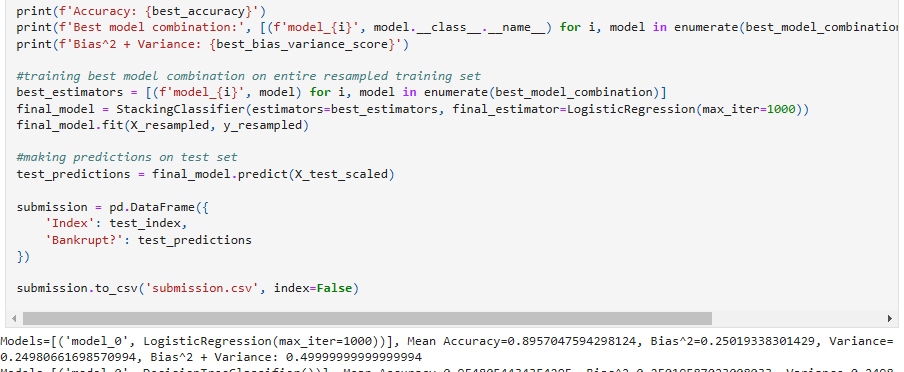 print(f'Accuracy: {best_accuracy}')
print(f'Best model combination:', [(f'model_{i}', model.__class__.__name__) for i, model in enumerate(best_model_combination
print(f'Bias^2 + Variance: {best_bias_variance_score}')
#training best model combination on entire resampled training set
best_estimators = [(f'model_{i}', model) for i, model in enumerate(best_model_combination)]
final_model = StackingClassifier(estimators=best_estimators, final_estimator=LogisticRegression(max_iter=1000))
final_model.fit(X_resampled, y_resampled)
#making predictions on test set
test_predictions = final_model.predict(X_test_scaled)
submission = pd.DataFrame({
'Index': test_index,
'Bankrupt?': test_predictions
})
submission.to_csv('submission.csv', index=False)
Models=[('model_0', LogisticRegression(max_iter=1000))], Mean Accuracy=0.8957047594298124, Bias^2=0.25019338301429, Variance=
0.24980661698570994, Bias^2 + Variance: 0.49999999999999994